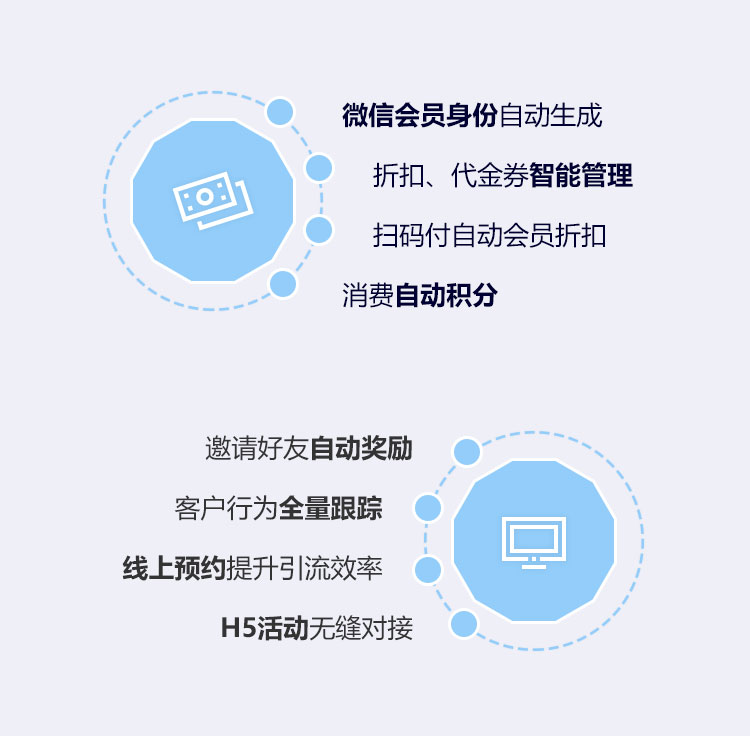 微信会员身份自动生成
折扣、代金券智能管理
扫码付自动会员折扣
消费自动积分
邀请好友自动奖励
客户行为全量跟踪
线上预约提升引流效率
H5活动无缝对接